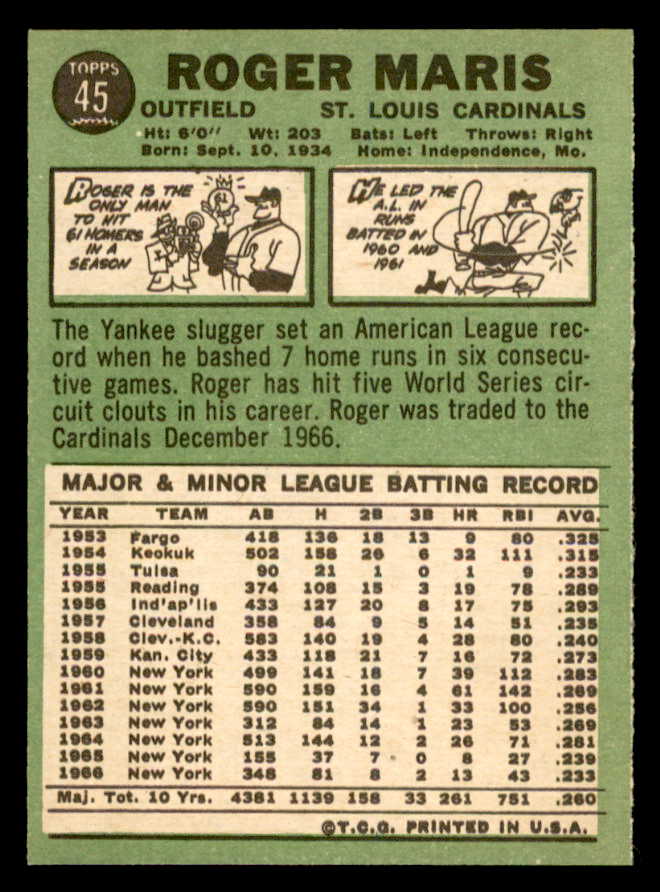 TOPPS
45
ROGER MARIS
OUTFIELD ST. LOUIS CARDINALS
Ht: 6'0" Wt: 203 Bats: Left Throws: Right
Born: Sept. 10, 1934 Home: Independence, Mo.
ROGER IS THE
ONLY MAN
TO HIT
61 HOMERS
IN A
SEASON
HE LED THE
A.L. IN
RUNS
BATTED IN
1960 AND
1961
The Yankee slugger set an American League rec-
ord when he bashed 7 home runs in six consecu-
tive games. Roger has hit five World Series cir-
cuit clouts in his career. Roger was traded to the
Cardinals December 1966.
MAJOR & MINOR LEAGUE BATTING RECORD
YEAR TEAM AB H 2B 3B HR RBI AVG.
1953 Fargo 418 136 18 13 9 80 .325
1954 Keokuk 502 158 26 6 32 111 .315
1955 Tulsa 90 21 1 0 1 9 .233
1955 Reading 374 108 15 3 19 78 .289
1956 Ind'ap'lis 433 127 20 8 17 75 .293
1957 Cleveland 358 84 9 5 14 51 .235
1958 Clev.-K.C. 583 140 19 4 28 80 .240
1959 Kan. City 433 118 21 7 16 72 .273
1960 New York 499 141 18 7 39 112 .283
1961 New York 590 159 16 4 61 142 .269
1962 New York 590 151 34 1 33 100 .256
1963 New York 312 84 14 1 23 53 .269
1964 New York 513 144 12 2 26 71 .281
1965 New York 155 37 7 0 8 27 .239
1966 New York 348 81 8 2 13 43 .233
Maj. Tot. 10 Yrs. 4381 1139 158 33 261 751 .260
©T.C.G. PRINTED IN U.S.A.